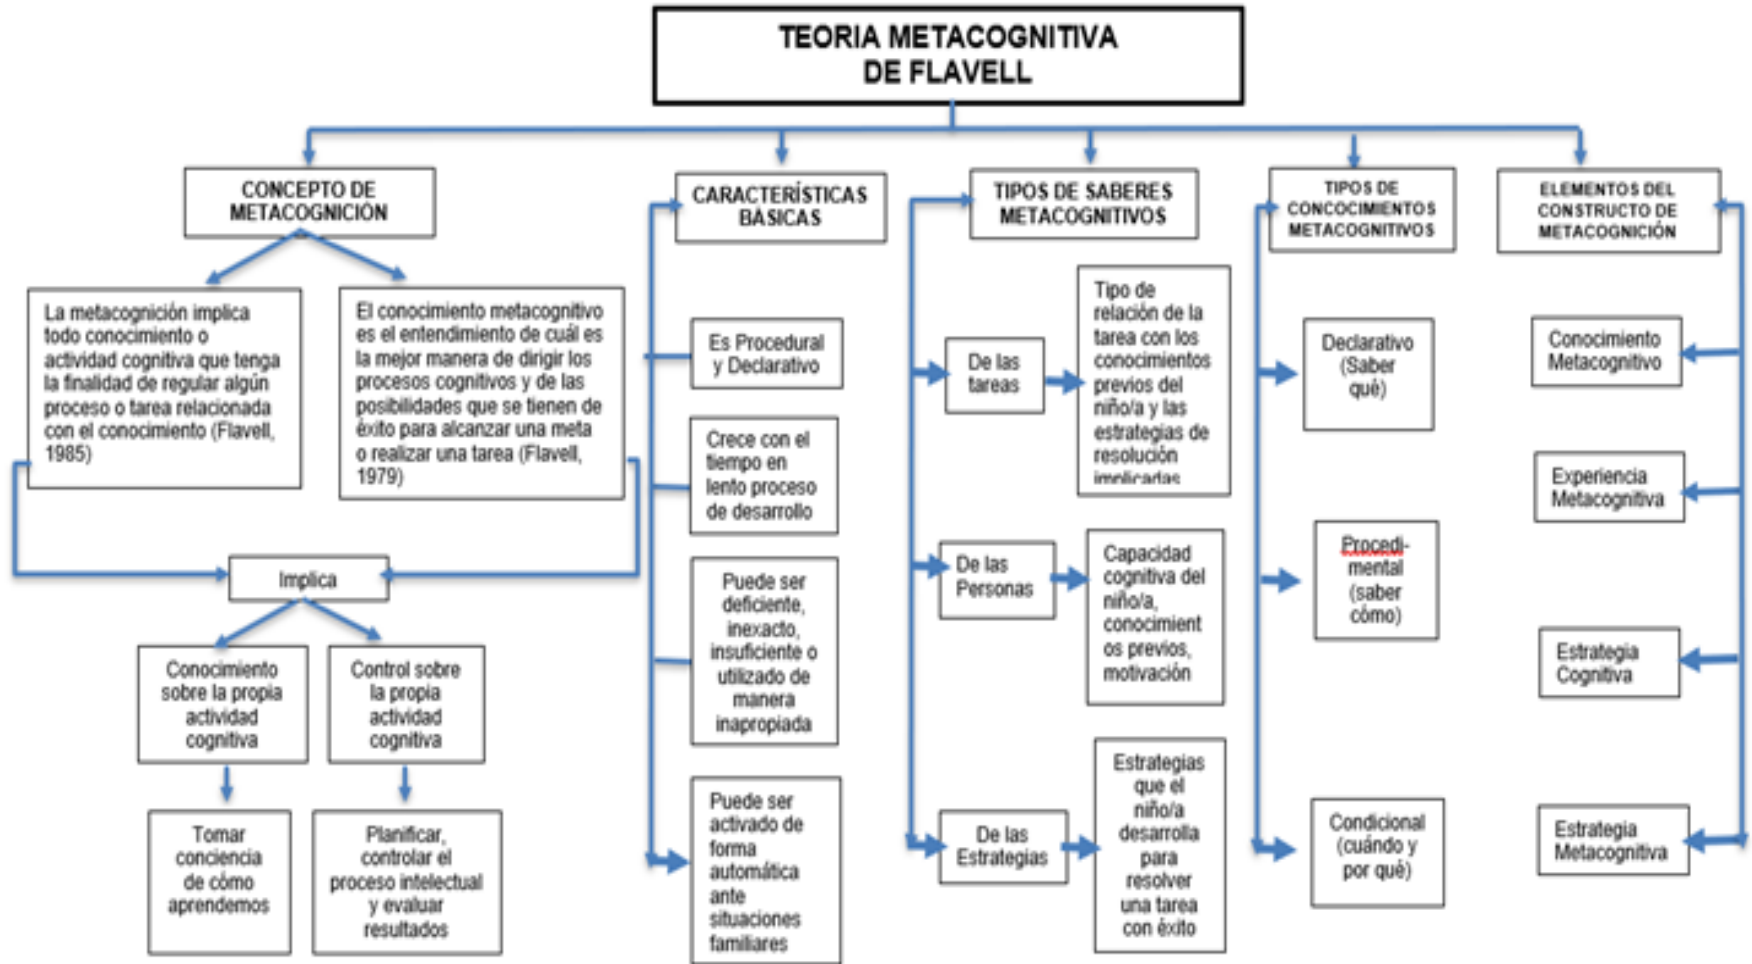 TEORIA METACOGNITIVA
DE FLAVELL
CONCEPTO DE
METACOGNICIÓN
La metacognición implica
todo conocimiento o
actividad cognitiva que tenga
la finalidad de regular algún
proceso o tarea relacionada
con el conocimiento (Flavell,
1985)
El conocimiento metacognitivo
es el entendimiento de cuál es
la mejor manera de dirigir los
procesos cognitivos y de las
posibilidades que se tienen de
éxito para alcanzar una meta
o realizar una tarea (Flavell,
1979)
Implica
Conocimiento
sobre la propia
actividad
cognitiva
Control sobre
la propia
actividad
cognitiva
Tomar
conciencia
de cómo
aprendemos
Planificar,
controlar el
proceso intelectual
y evaluar
resultados
CARACTERÍSTICAS
BÁSICAS
Es Procedural
y Declarativo
Crece con el
tiempo en
lento proceso
de desarrollo
Puede ser
deficiente,
inexacto,
insuficiente o
utilizado de
manera
inapropiada
Puede ser
activado de
forma
automática
ante
situaciones
familiares
TIPOS DE SABERES
METACOGNITIVOS
De las
tareas
Tipo de
relación de la
tarea con los
conocimientos
previos del
niño/a y las
estrategias de
resolución
implicadas
De las
Personas
Capacidad
cognitiva del
niño/a,
conocimient
os previos,
motivación
De las
Estrategias
Estrategias
que el
niño/a
desarrolla
para
resolver
una tarea
con éxito
TIPOS DE
CONCOCIMIENTOS
METACOGNITIVOS
Declarativo
(Saber
qué)
Procedi-
mental
(saber
cómo)
Condicional
(cuándo y
por qué)
ELEMENTOS DEL
CONSTRUCTO DE
METACOGNICIÓN
Conocimiento
Metacognitivo
Experiencia
Metacognitiva
Estrategia
Cognitiva
Estrategia
Metacognitiva